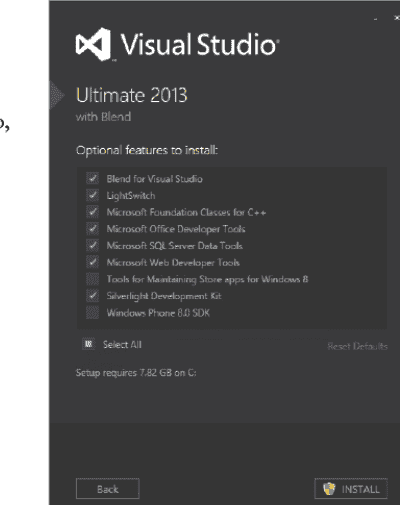 Visual Studio
Ultimate 2013
with Blend
Optional features to install:
Blend for Visual Studio
LightSwitch
Microsoft Foundation Classes for C++
Microsoft Office Developer Tools
Microsoft SQL Server Data Tools
Microsoft Web Developer Tools
Tools for Maintaining Store apps for Windows 8
Silverlight Development Kit
Windows Phone 8.0 SDK
Select All
Reset Defaults
Setup requires 7.82 GB on C:
Back
INSTALL